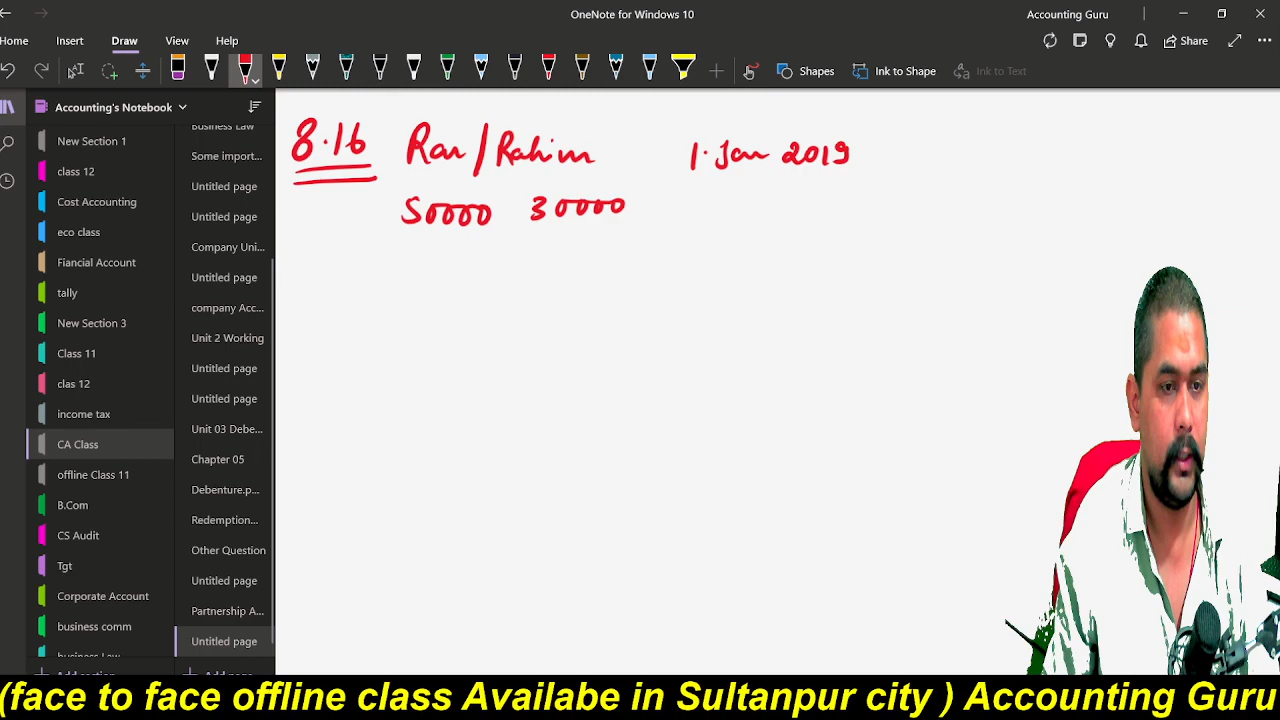 OneNote for Windows 10
Accounting Guru
Home Insert Draw View Help
Share
Shapes
Ink to Shape
Ink to Text
Accounting's Notebook
New Section 1
class 12
Cost Accounting
eco class
Fiancial Account
tally
New Section 3
Class 11
clas 12
income tax
CA Class
offline Class 11
B.Com
CS Audit
Tgt
Corporate Account
business comm
business Law
Business Law
Some import...
Untitled page
Untitled page
Company Uni...
Untitled page
company Acc...
Unit 2 Working
Untitled page
Untitled page
Unit 03 Debe...
Chapter 05
Debenture.p...
Redemption...
Other Question
Untitled page
Partnership A...
Untitled page
8.16 Ram/Rahim 1. Jan 2019
50000 30000
(face to face offline class Availabe in Sultanpur city ) Accounting Guru